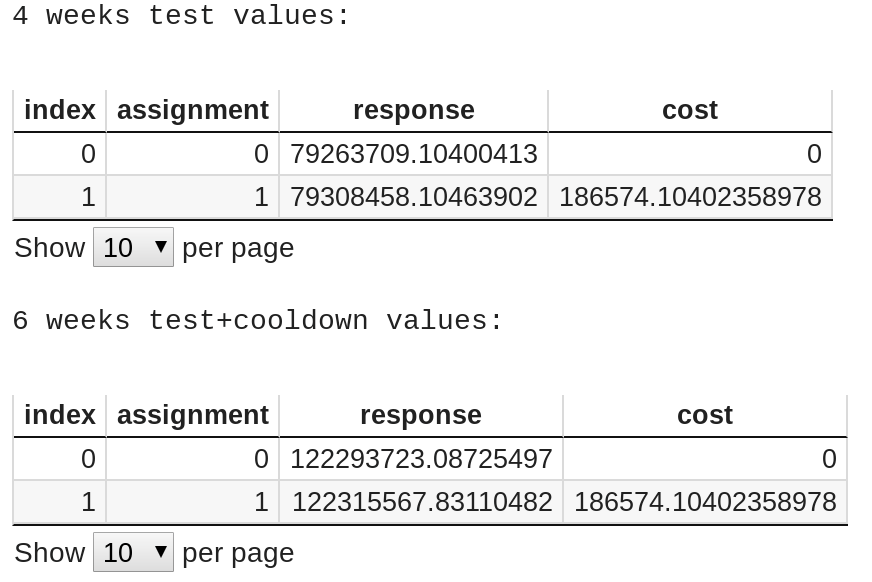 4 weeks test values:
index assignment response cost
0 0 79263709.10400413 0
1 1 79308458.10463902 186574.10402358978
Show 10 per page
6 weeks test+cooldown values:
index assignment response cost
0 0 122293723.08725497 0
1 1 122315567.83110482 186574.10402358978
Show 10 per page